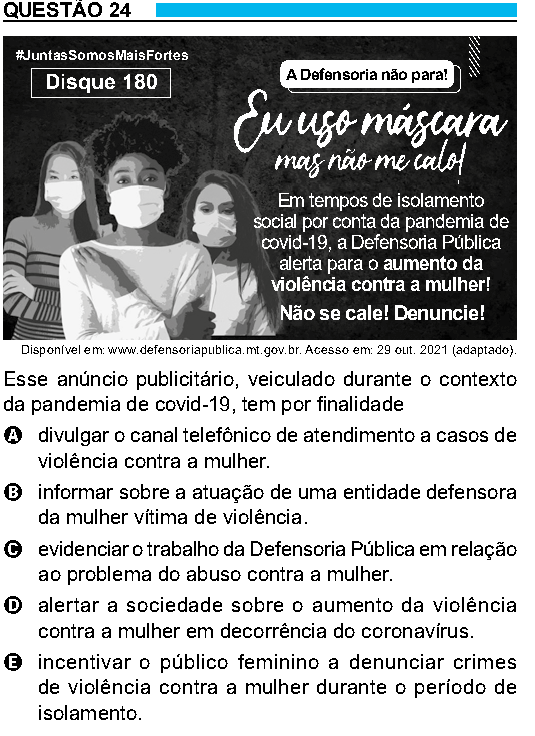 QUESTÃO 24
#JuntasSomosMaisFortes
Disque 180
A Defensoria não para!
Eu uso máscara
mas não me calo!
Em tempos de isolamento
social por conta da pandemia de
covid-19, a Defensoria Pública
alerta para o aumento da
violência contra a mulher!
Não se cale! Denuncie!
Disponível em: www.defensoriapublica.mt.gov.br. Acesso em: 29 out. 2021 (adaptado).
Esse anúncio publicitário, veiculado durante o contexto
da pandemia de covid-19, tem por finalidade
A divulgar o canal telefônico de atendimento a casos de
violência contra a mulher.
B informar sobre a atuação de uma entidade defensora
da mulher vítima de violência.
C evidenciar o trabalho da Defensoria Pública em relação
ao problema do abuso contra a mulher.
D alertar a sociedade sobre o aumento da violência
contra a mulher em decorrência do coronavírus.
E incentivar o público feminino a denunciar crimes
de violência contra a mulher durante o período de
isolamento.